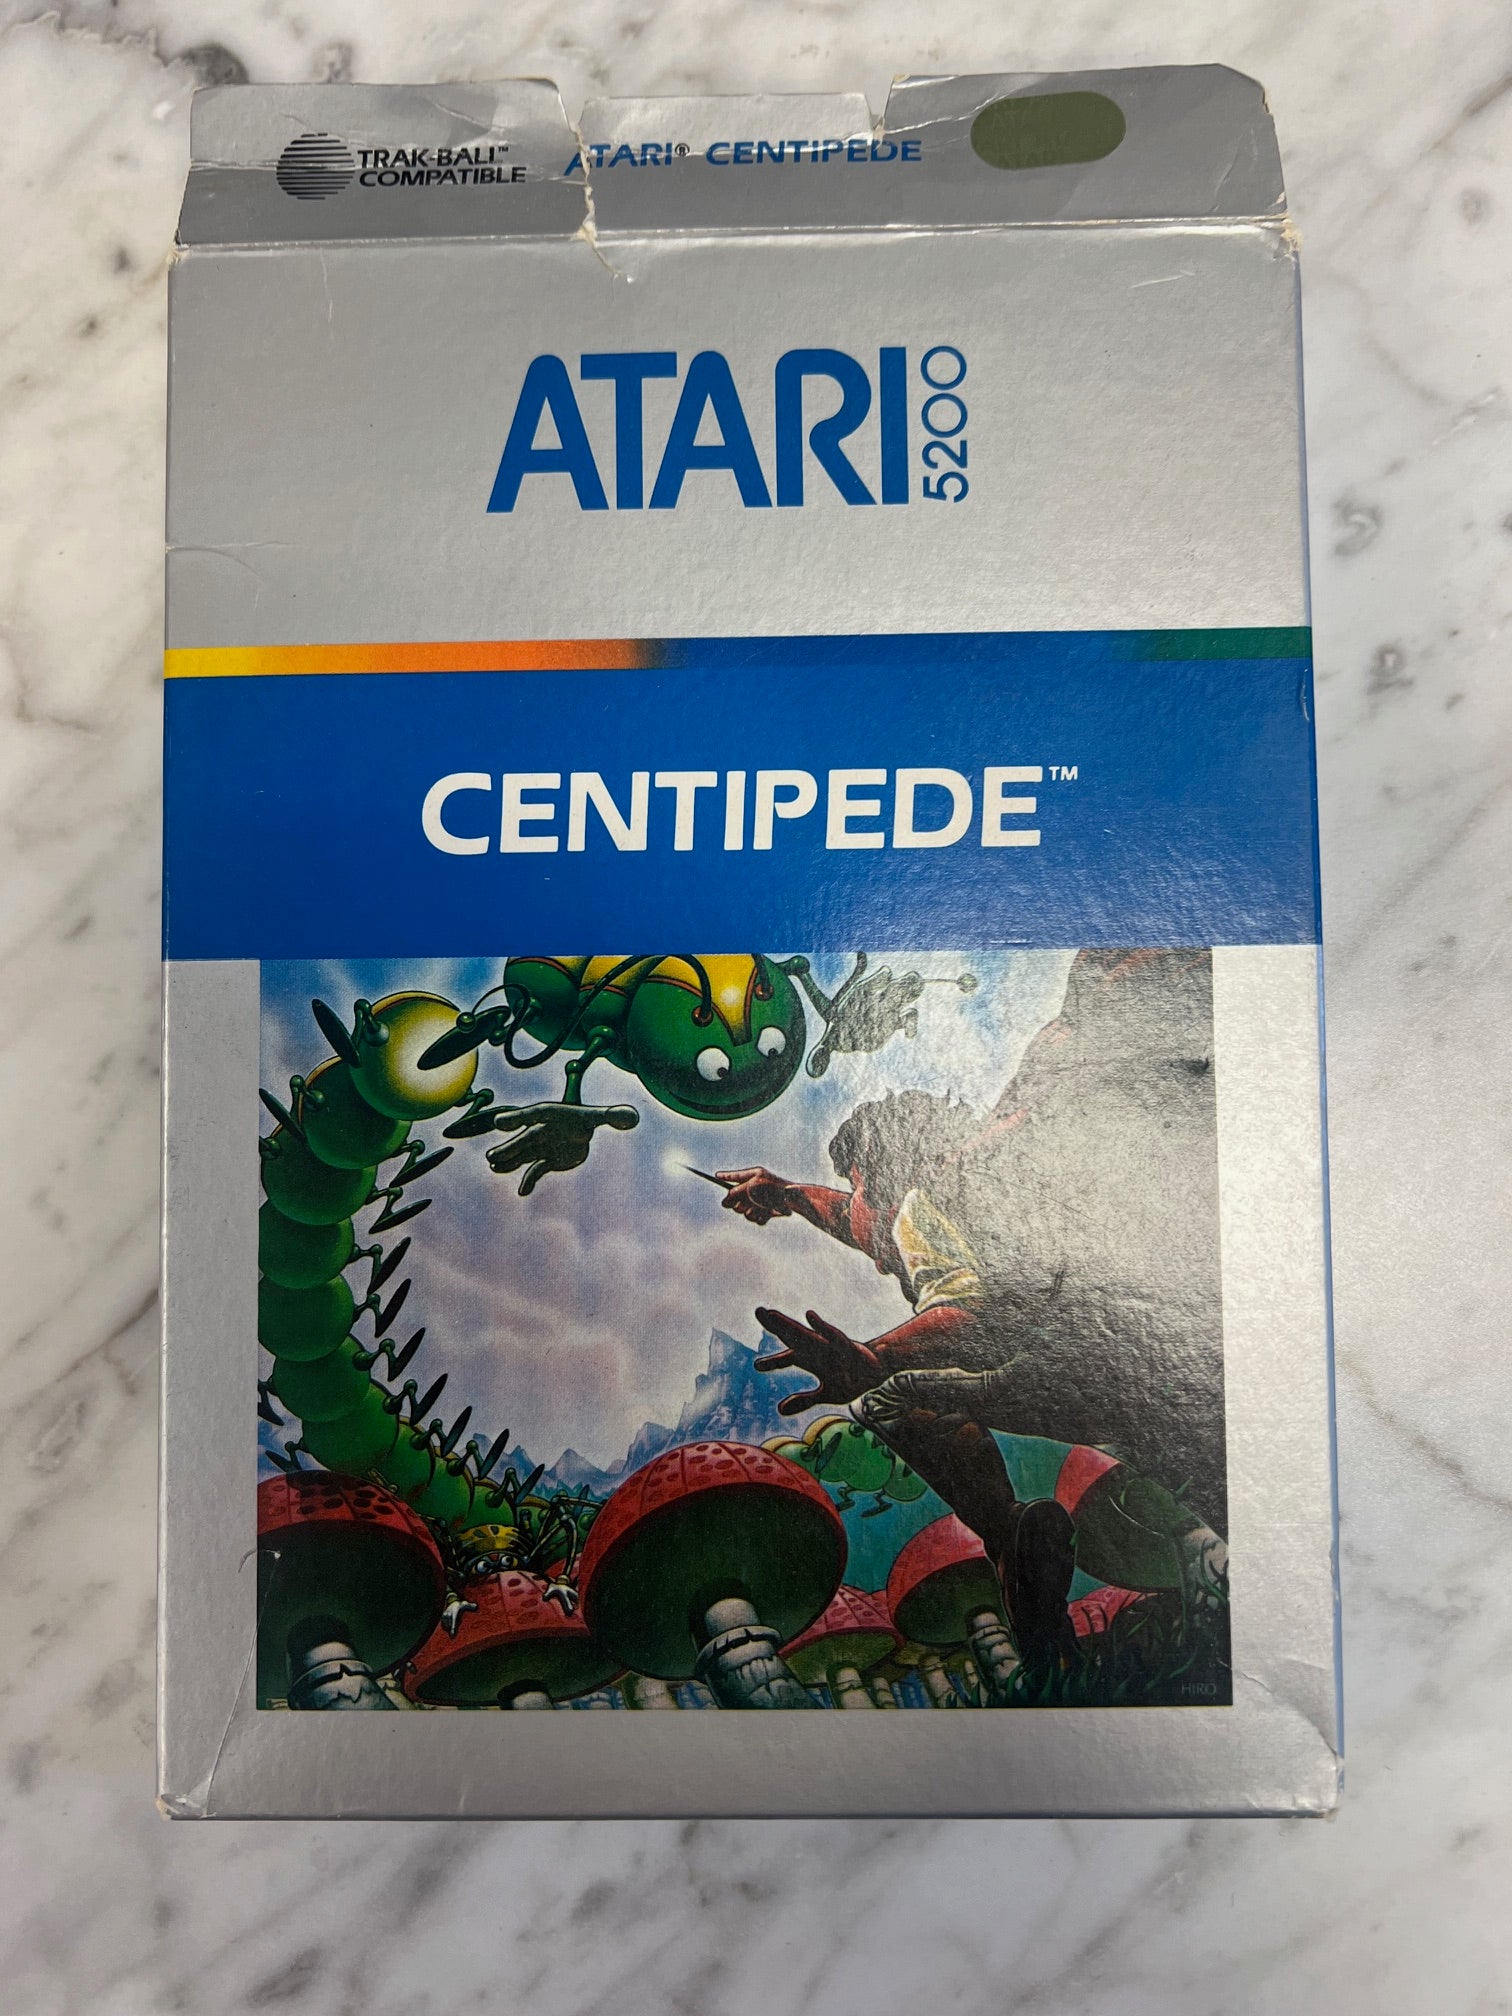 TRAK-BALL™
COMPATIBLE
ATARI® CENTIPEDE
ATARI 5200
CENTIPEDE™
HIRO